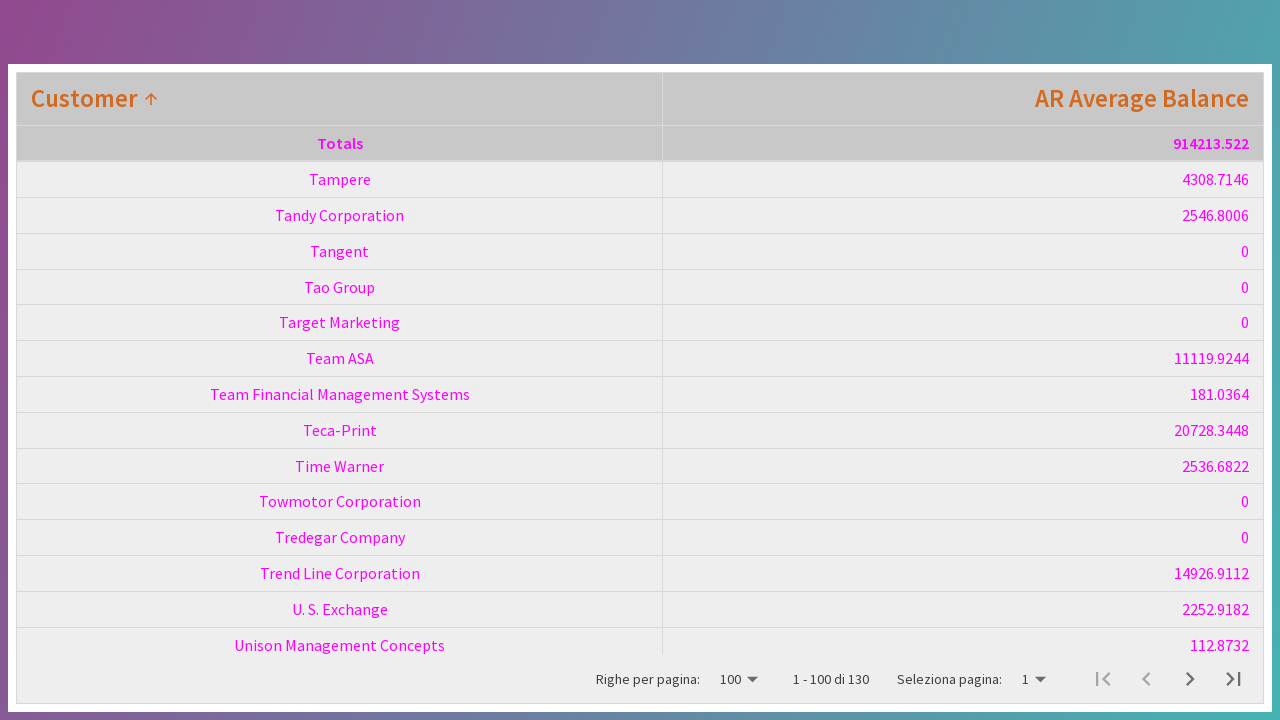 Customer
AR Average Balance
Totals 914213.522
Tampere 4308.7146
Tandy Corporation 2546.8006
Tangent 0
Tao Group 0
Target Marketing 0
Team ASA 11119.9244
Team Financial Management Systems 181.0364
Teca-Print 20728.3448
Time Warner 2536.6822
Towmotor Corporation 0
Tredegar Company 0
Trend Line Corporation 14926.9112
U. S. Exchange 2252.9182
Unison Management Concepts 112.8732
Righe per pagina: 100 1 - 100 di 130 Seleziona pagina: 1